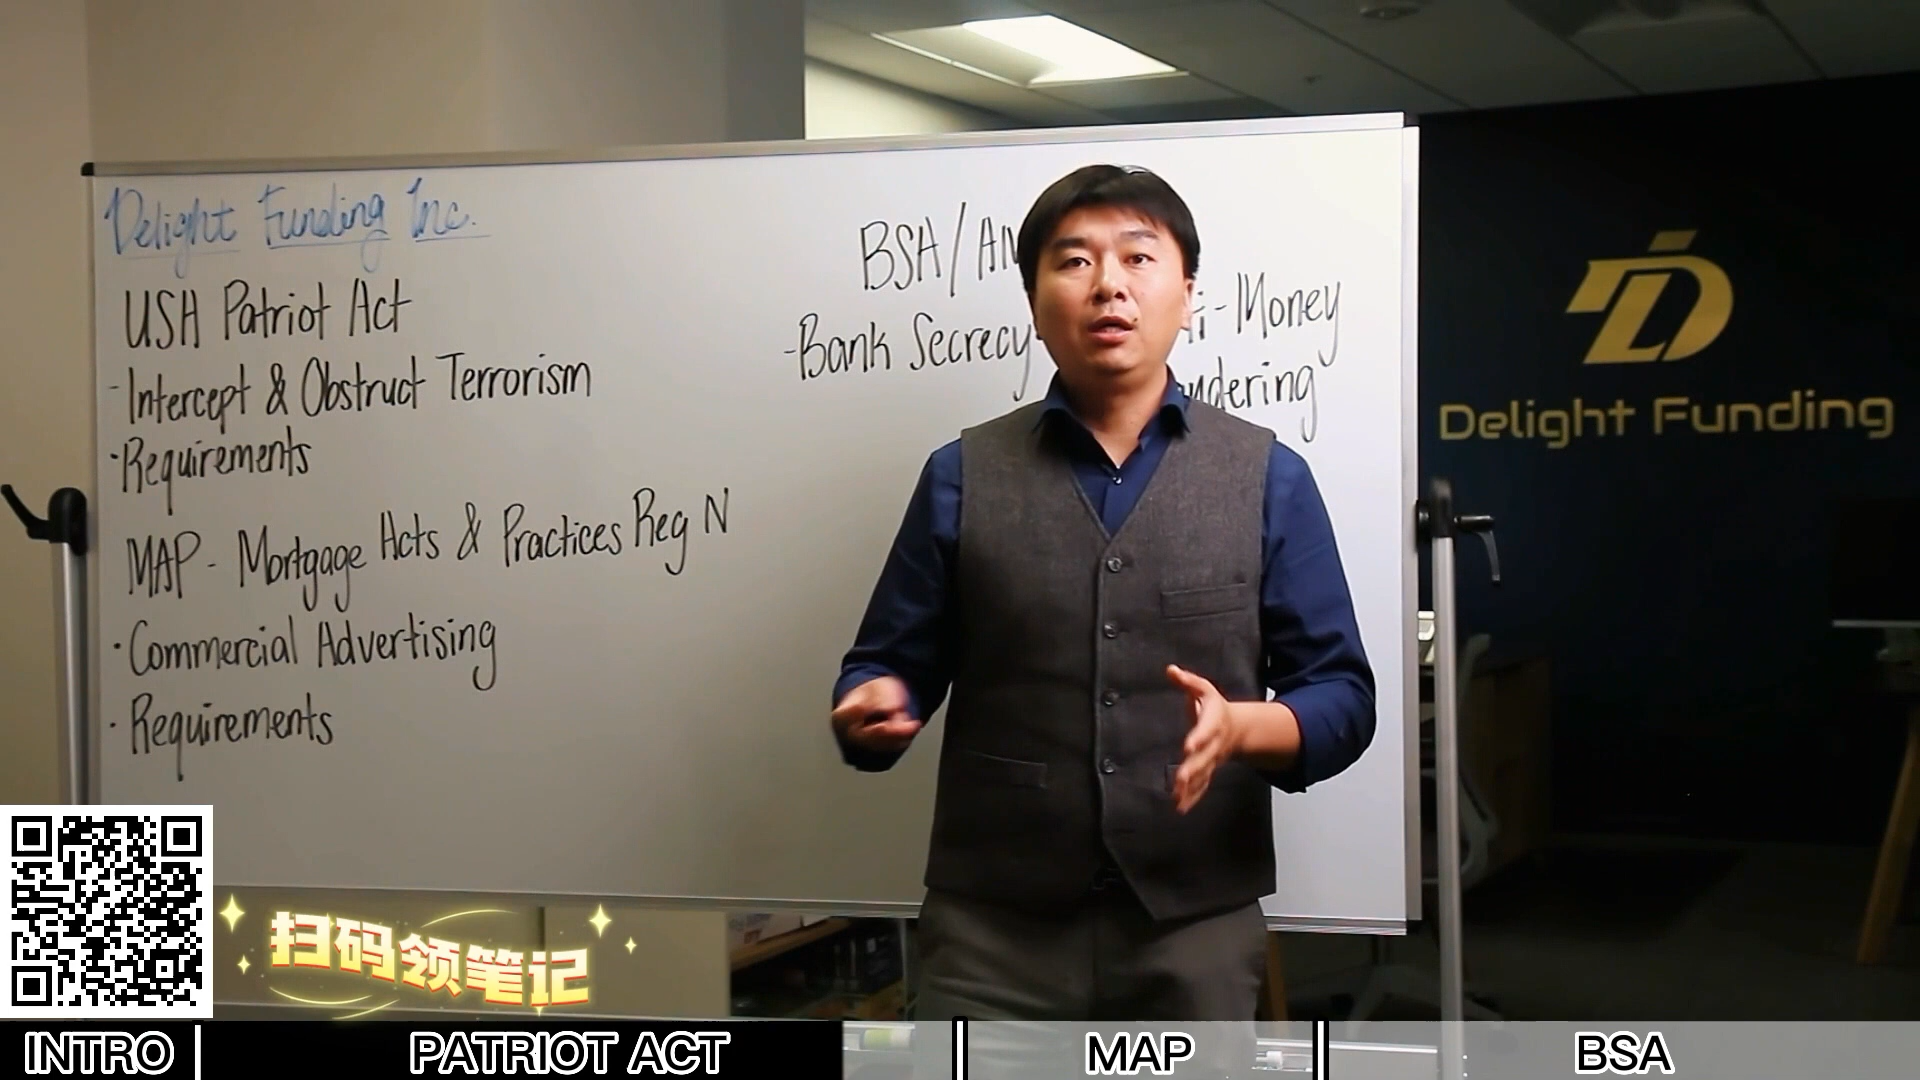 Delight Funding Inc.
USA Patriot Act
-Intercept & Obstruct Terrorism
·Requirements
MAP - Mortgage Acts & Practices Reg N
·Commercial Advertising
·Requirements
BSA/
-Bank Secrecy
-Money
Delight Funding
扫码领笔记
INTRO
PATRIOT ACT
MAP
BSA